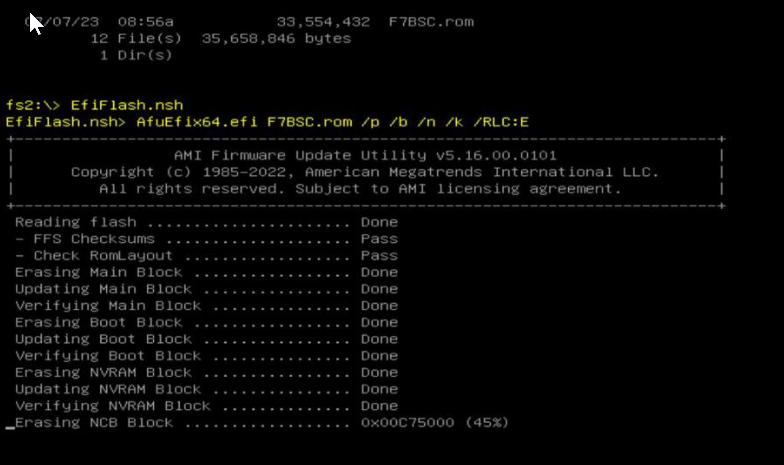 /07/23 08:56a 33,554,432 F7BSC.rom
12 File(s) 35,658,846 bytes
1 Dir(s)
fs2:\> EfiFlash.nsh
EfiFlash.nsh> AfuEfix64.efi F7BSC.rom /p /b /n /k /RLC:E
+---------------------------------------------------------------------------+
| AMI Firmware Update Utility v5.16.00.0101 |
| Copyright (c) 1985-2022, American Megatrends International LLC. |
| All rights reserved. Subject to AMI licensing agreement. |
+---------------------------------------------------------------------------+
Reading flash ...................... Done
- FFS Checksums .................... Pass
- Check RomLayout .................. Pass
Erasing Main Block ................. Done
Updating Main Block ................ Done
Verifying Main Block ............... Done
Erasing Boot Block ................. Done
Updating Boot Block ................ Done
Verifying Boot Block ............... Done
Erasing NVRAM Block ................ Done
Updating NVRAM Block ............... Done
Verifying NVRAM Block .............. Done
_Erasing NCB Block .................. 0x00C75000 (45%)